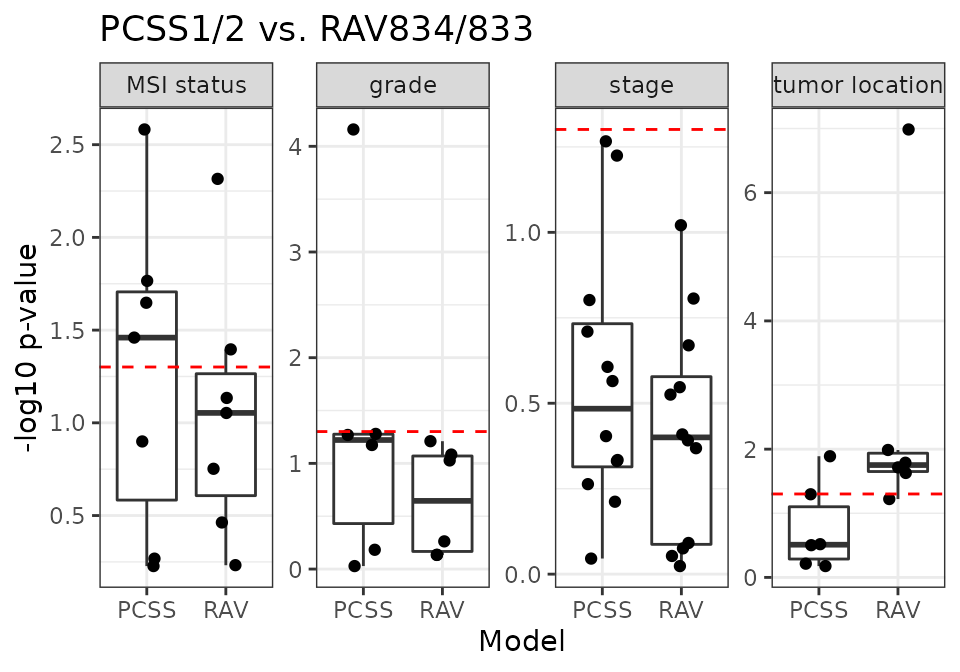 PCSS1/2 vs. RAV834/833
MSI status
grade
stage
tumor location
-log10 p-value
2.5
2.0
1.5
1.0
0.5
4
3
2
1
0
1.0
0.5
0.0
6
4
2
0
PCSS RAV
PCSS RAV
PCSS RAV
PCSS RAV
Model